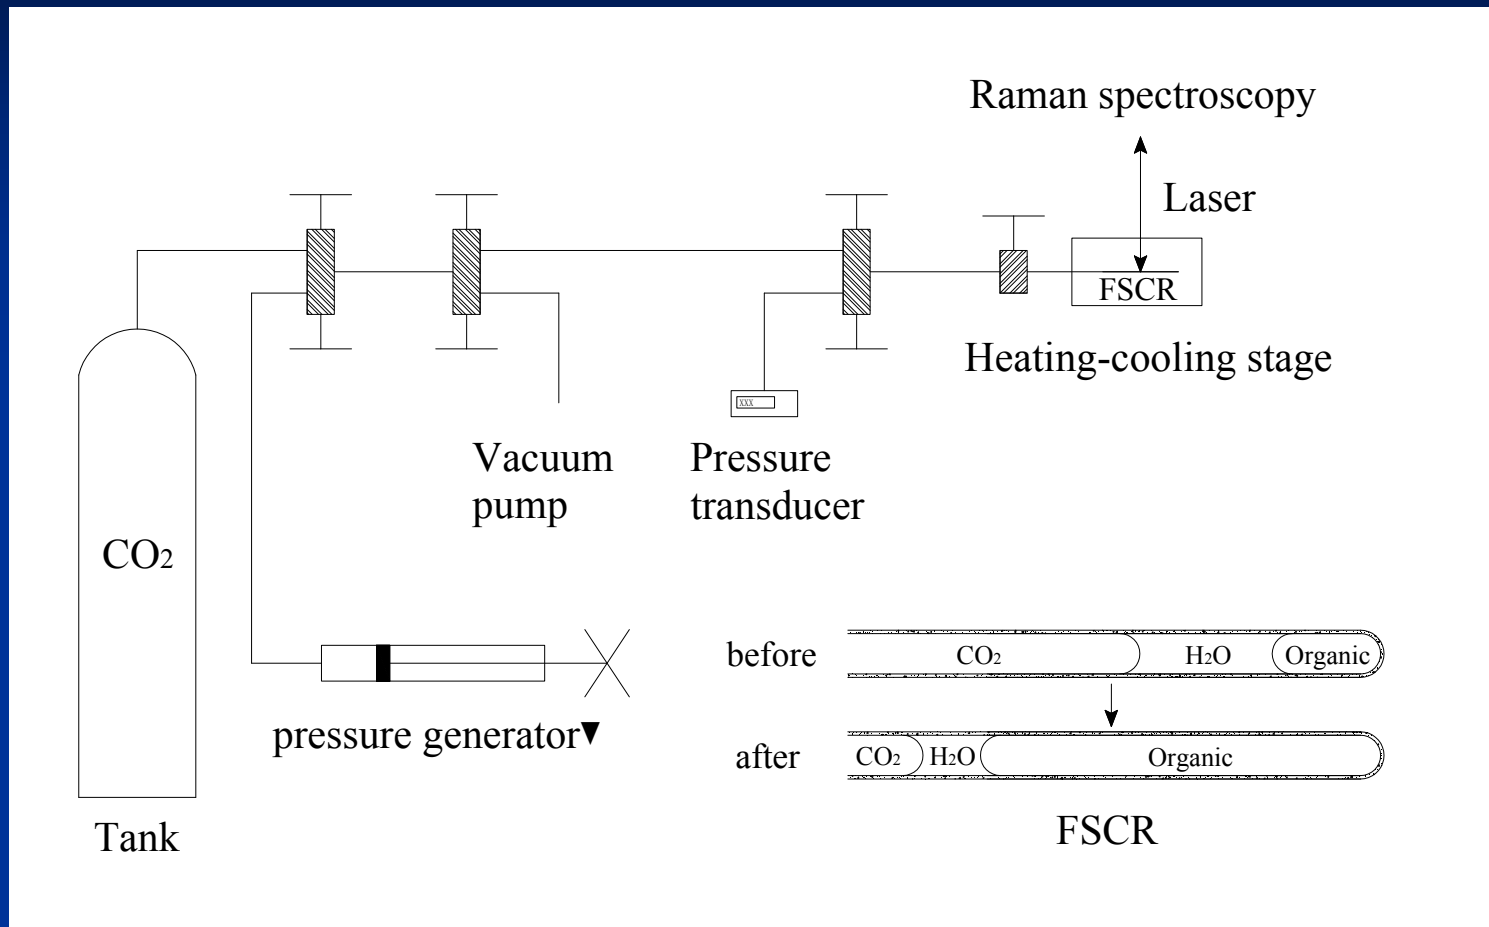 Raman spectroscopy
Laser
FSCR
Heating-cooling stage
xxx
Vacuum
pump
Pressure
transducer
CO2
Tank
pressure generator
before
CO2
H2O
Organic
after
CO2
H2O
Organic
FSCR